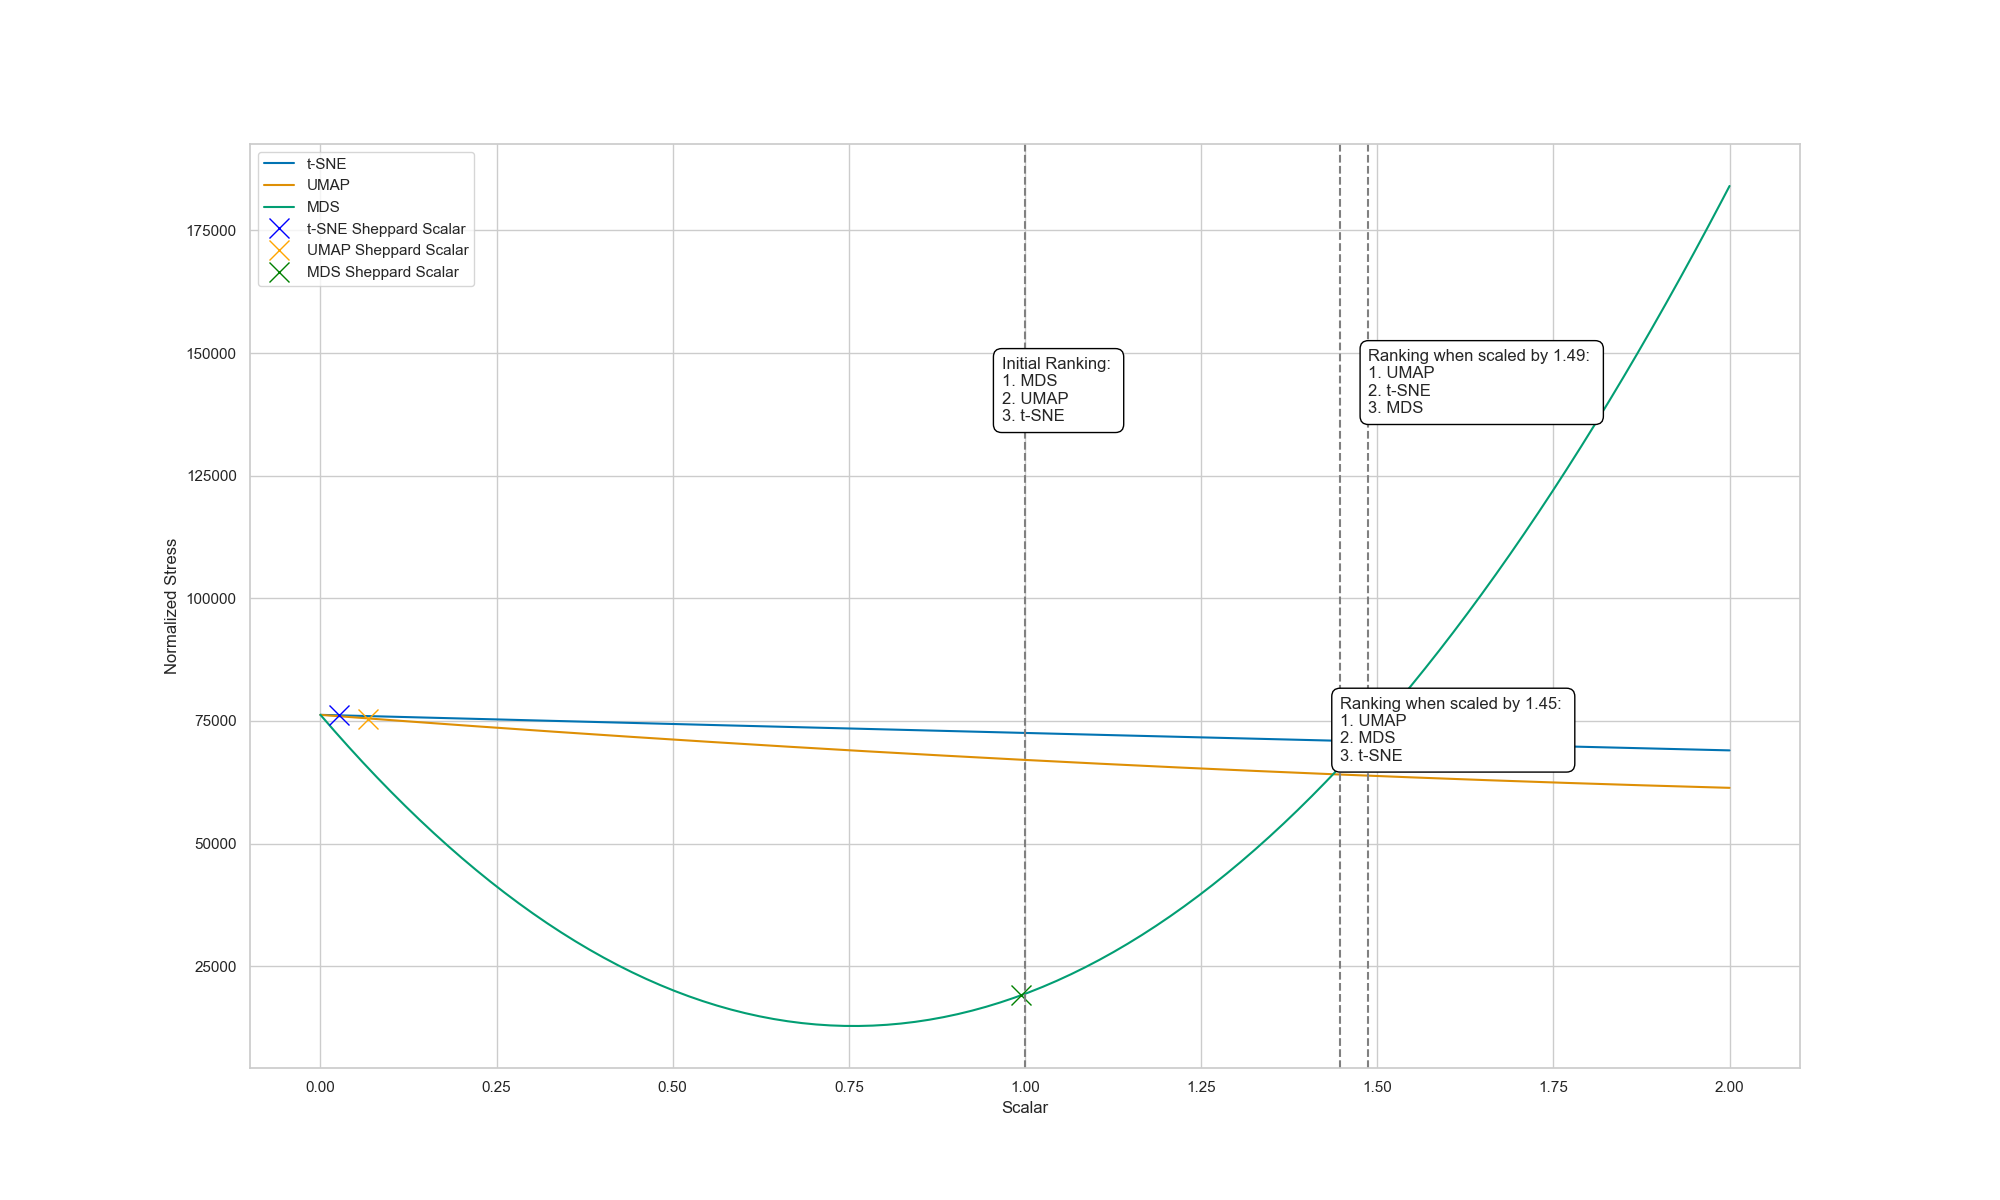 t-SNE
UMAP
MDS
t-SNE Sheppard Scalar
UMAP Sheppard Scalar
MDS Sheppard Scalar
175000
150000
125000
100000
75000
50000
25000
Normalized Stress
Initial Ranking:
1. MDS
2. UMAP
3. t-SNE
Ranking when scaled by 1.49:
1. UMAP
2. t-SNE
3. MDS
Ranking when scaled by 1.45:
1. UMAP
2. MDS
3. t-SNE
0.00 0.25 0.50 0.75 1.00 1.25 1.50 1.75 2.00
Scalar